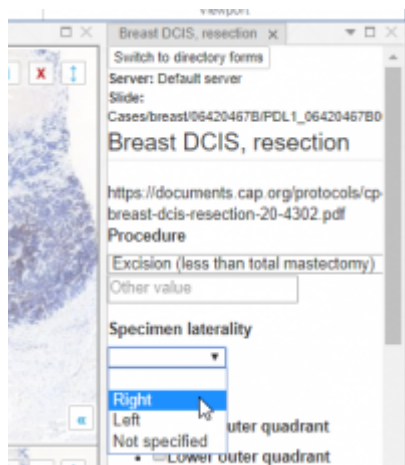 Viewport
Breast DCIS, resection x
Switch to directory forms
Server: Default server
Slide:
Cases/breast/06420467B/PDL1_06420467B0
Breast DCIS, resection
https://documents.cap.org/protocols/cp-
breast-dcis-resection-20-4302.pdf
Procedure
Excision (less than total mastectomy)
Other value
Specimen laterality
Right
Left
uter quadrant
Not specified
Lower outer quadrant